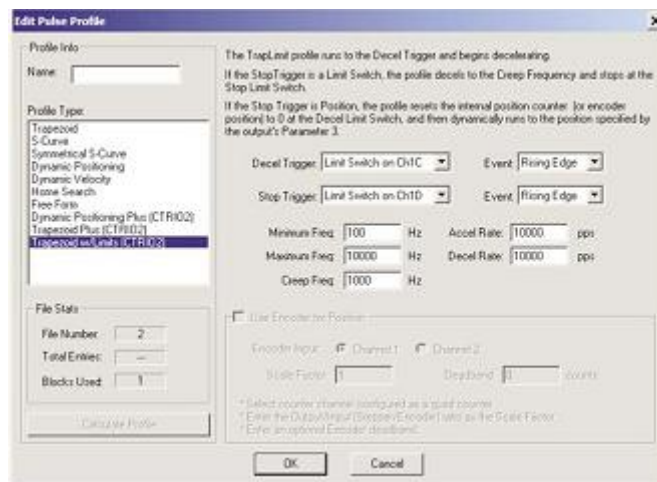 Edit Pulse Profile
Profile Info
Name:
Profile Type:
Trapezoid
S-Curve
Symmetrical S-Curve
Dynamic Positioning
Dynamic Velocity
Home Search
Free Form
Dynamic Positioning Plus (CTRIO2)
Trapezoid Plus (CTRIO2)
Trapezoid w/Limits (CTRIO2)
File Stats
File Number: 2
Total Entries: --
Blocks Used: 1
Calculate Profile
The TrapLimit profile runs to the Decel Trigger and begins decelerating.
If the StopTrigger is a Limit Switch, the profile decels to the Creep Frequency and stops at the
Stop Limit Switch.
If the Stop Trigger is Position, the profile resets the internal position counter (or encoder
position) to 0 at the Decel Limit Switch, and then dynamically runs to the position specified by
the output's Parameter 3.
Decel Trigger: Limit Switch on Ch1C Event: Rising Edge
Stop Trigger: Limit Switch on Ch1D Event: Rising Edge
Minimum Freq: 100 Hz Accel Rate: 10000 pps
Maximum Freq: 10000 Hz Decel Rate: 10000 pps
Creep Freq: 1000 Hz
Use Encoder for Position
Encoder Input: Channel 1 Channel 2
Scale Factor: 1 Deadband: 0 counts
* Select counter channel configured as a quad counter.
* Enter the Output/Input (Stepper/Encoder) ratio as the Scale Factor.
* Enter an optional Encoder deadband.
OK Cancel